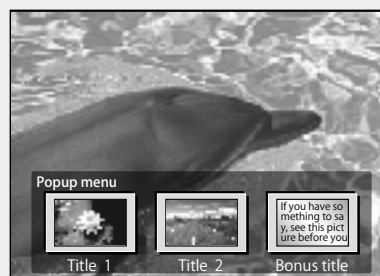 Popup menu
If you have so
mething to sa
y, see this pict
ure before you
Title 1
Title 2
Bonus title